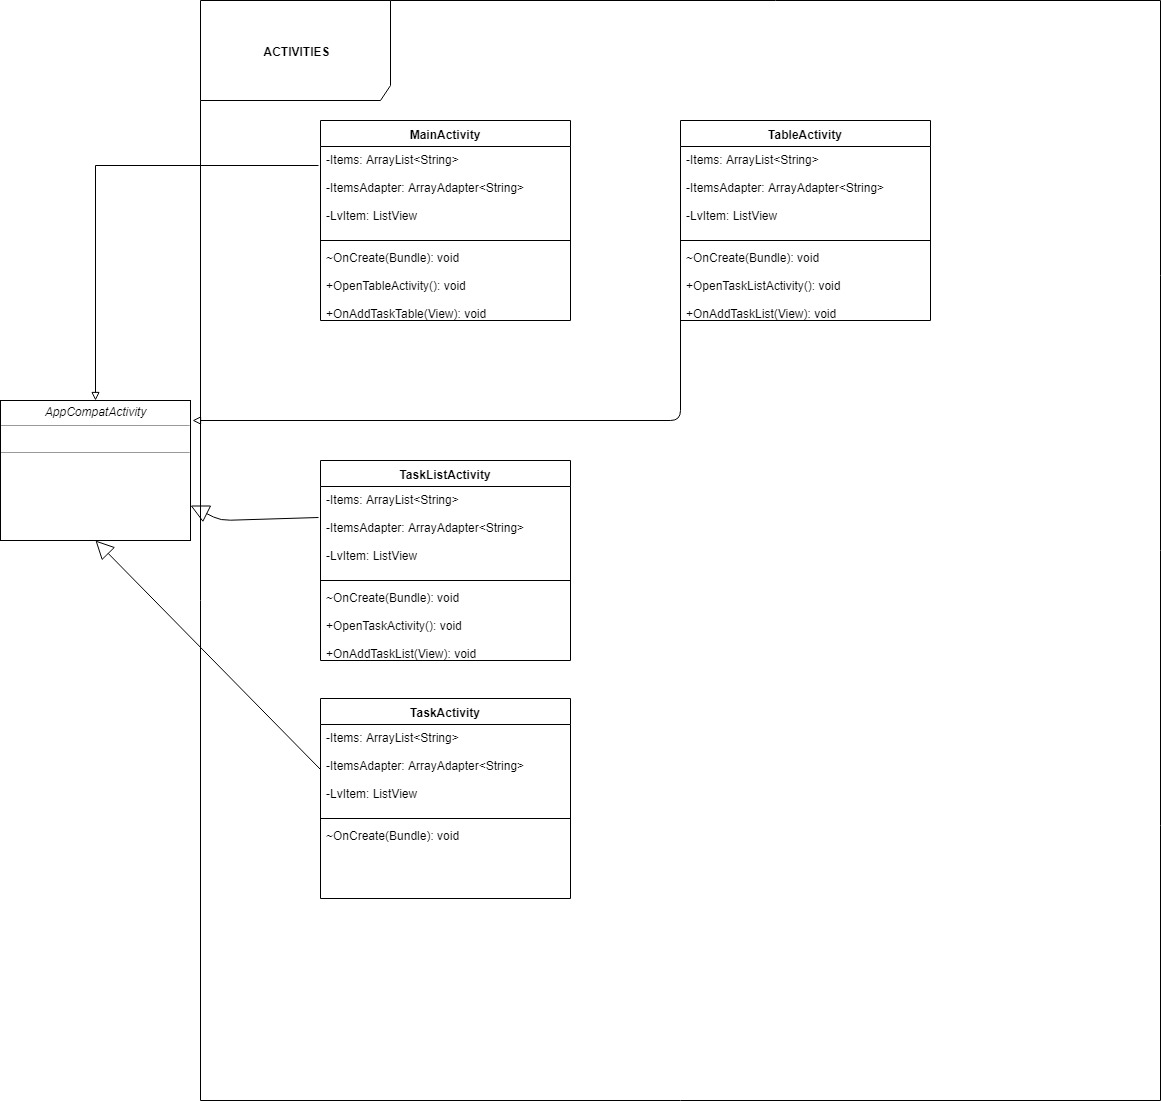 ACTIVITIES
MainActivity
-Items: ArrayList<String>
-ItemsAdapter: ArrayAdapter<String>
-LvItem: ListView
~OnCreate(Bundle): void
+OpenTableActivity(): void
+OnAddTaskTable(View): void
TableActivity
-Items: ArrayList<String>
-ItemsAdapter: ArrayAdapter<String>
-LvItem: ListView
~OnCreate(Bundle): void
+OpenTaskListActivity(): void
+OnAddTaskList(View): void
AppCompatActivity
TaskListActivity
-Items: ArrayList<String>
-ItemsAdapter: ArrayAdapter<String>
-LvItem: ListView
~OnCreate(Bundle): void
+OpenTaskActivity(): void
+OnAddTaskList(View): void
TaskActivity
-Items: ArrayList<String>
-ItemsAdapter: ArrayAdapter<String>
-LvItem: ListView
~OnCreate(Bundle): void